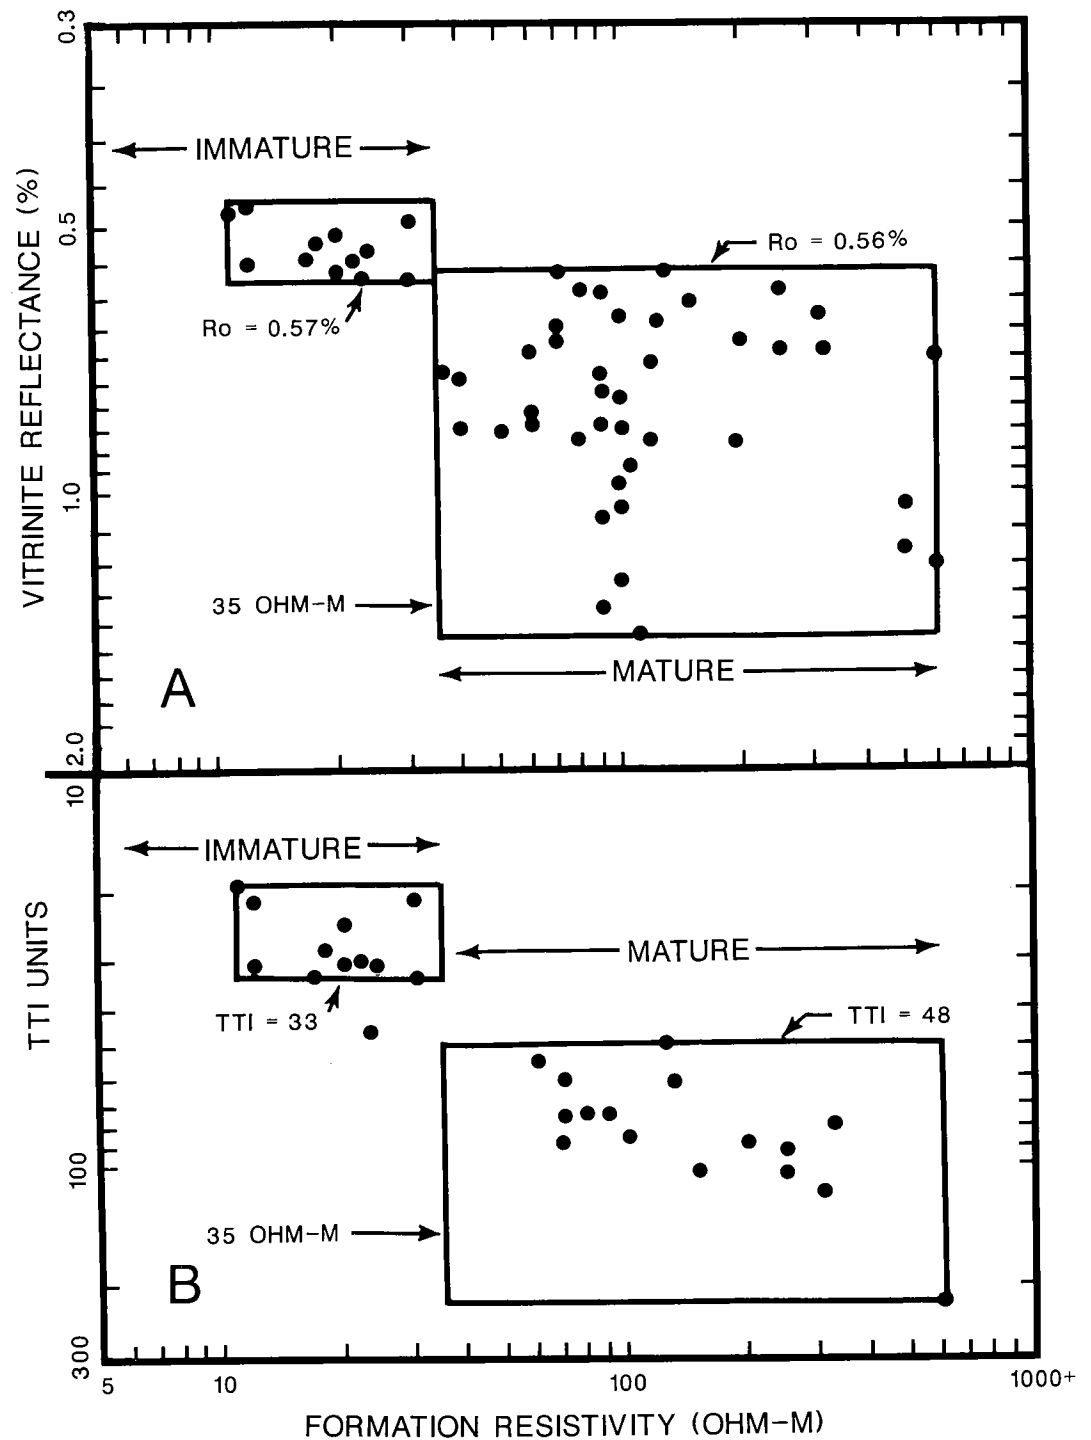 0.3
IMMATURE
0.5
Ro = 0.56%
Ro = 0.57%
VITRINITE REFLECTANCE (%)
1.0
35 OHM-M
MATURE
A
2.0
10
IMMATURE
MATURE
TTI = 33
TTI = 48
TTI UNITS
100
35 OHM-M
B
300
5 10 100 1000+
FORMATION RESISTIVITY (OHM-M)